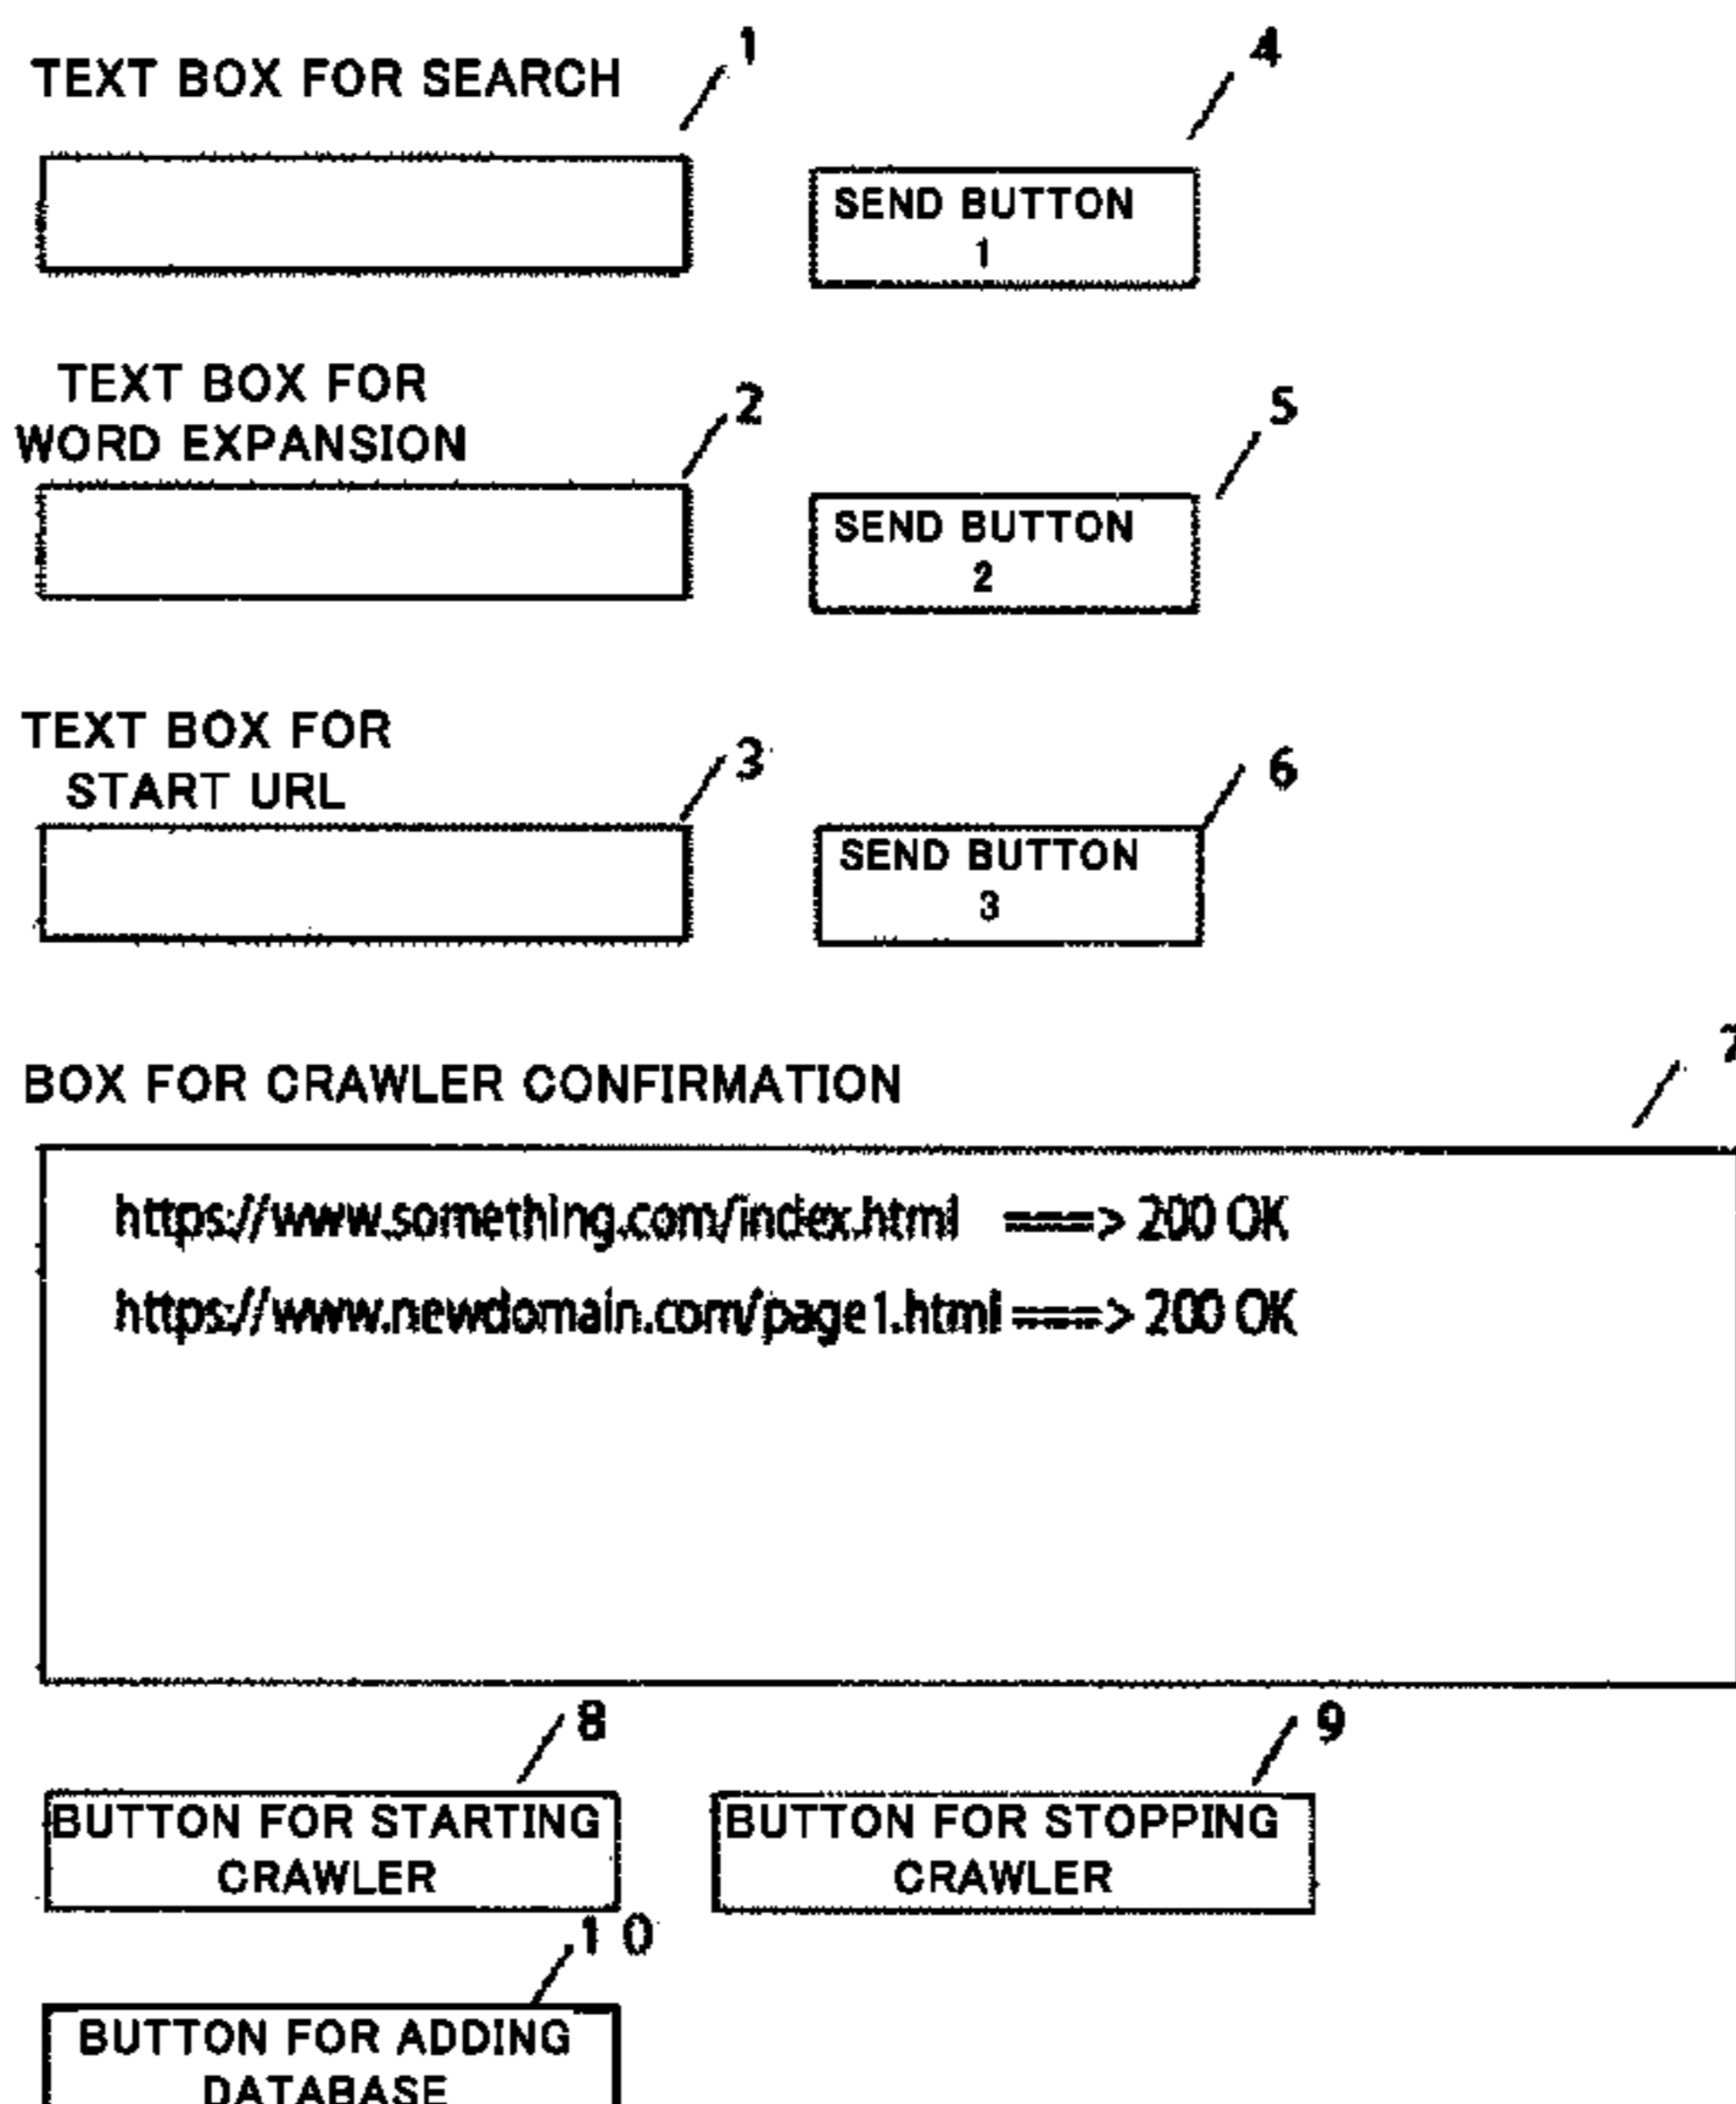 1
4
TEXT BOX FOR SEARCH
SEND BUTTON
1
TEXT BOX FOR
WORD EXPANSION
2
5
SEND BUTTON
2
TEXT BOX FOR
START URL
3
6
SEND BUTTON
3
7
BOX FOR CRAWLER CONFIRMATION
https://www.something.com/index.html ====> 200 OK
https://www.newdomain.com/page1.html ====> 200 OK
8
9
BUTTON FOR STARTING
CRAWLER
BUTTON FOR STOPPING
CRAWLER
10
BUTTON FOR ADDING
DATABASE